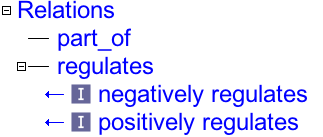 Relations
part_of
regulates
I negatively regulates
I positively regulates